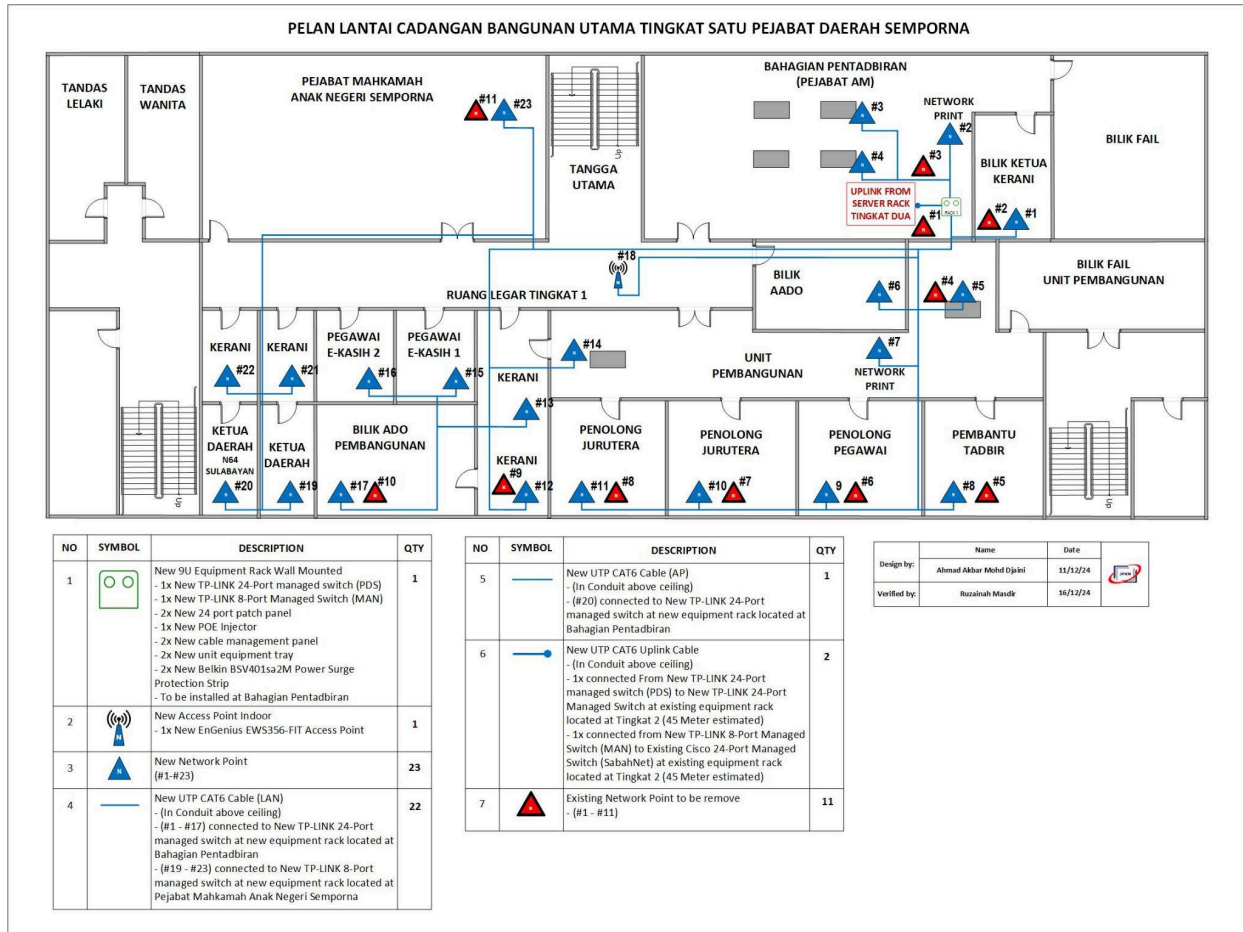 PELAN LANTAI CADANGAN BANGUNAN UTAMA TINGKAT SATU PEJABAT DAERAH SEMPORNA
TANDAS
LELAKI
TANDAS
WANITA
PEJABAT MAHKAMAH
ANAK NEGERI SEMPORNA
#11
#23
Up
TANGGA
UTAMA
BAHAGIAN PENTADBIRAN
(PEJABAT AM)
#3
#4
NETWORK
PRINT
#2
#3
UPLINK FROM
SERVER RACK
TINGKAT DUA
RACK 1
#1
BILIK KETUA
KERANI
#2
#1
BILIK FAIL
#18
RUANG LEGAR TINGKAT 1
BILIK
AADO
#6
#4
#5
BILIK FAIL
UNIT PEMBANGUNAN
KERANI
#22
KERANI
#21
PEGAWAI
E-KASIH 2
#16
PEGAWAI
E-KASIH 1
#15
KERANI
#13
#14
UNIT
PEMBANGUNAN
#7
NETWORK
PRINT
Up
KETUA
DAERAH
N64
SULABAYAN
#20
KETUA
DAERAH
#19
BILIK ADO
PEMBANGUNAN
#17
#10
KERANI
#9
#12
PENOLONG
JURUTERA
#11
#8
PENOLONG
JURUTERA
#10
#7
PENOLONG
PEGAWAI
9
#6
PEMBANTU
TADBIR
#8
#5
Up
NO SYMBOL DESCRIPTION QTY
1 New 9U Equipment Rack Wall Mounted 1
- 1x New TP-LINK 24-Port managed switch (PDS)
- 1x New TP-LINK 8-Port Managed Switch (MAN)
- 2x New 24 port patch panel
- 1x New POE Injector
- 2x New cable management panel
- 2x New unit equipment tray
- 2x New Belkin BSV401sa2M Power Surge
Protection Strip
- To be installed at Bahagian Pentadbiran
2 N New Access Point Indoor 1
- 1x New EnGenius EWS356-FIT Access Point
3 N New Network Point 23
(#1-#23)
4 New UTP CAT6 Cable (LAN) 22
- (In Conduit above ceiling)
- (#1 - #17) connected to New TP-LINK 24-Port
managed switch at new equipment rack located at
Bahagian Pentadbiran
- (#19 - #23) connected to New TP-LINK 8-Port
managed switch at new equipment rack located at
Pejabat Mahkamah Anak Negeri Semporna
NO SYMBOL DESCRIPTION QTY
5 New UTP CAT6 Cable (AP) 1
- (In Conduit above ceiling)
- (#20) connected to New TP-LINK 24-Port
managed switch at new equipment rack located at
Bahagian Pentadbiran
6 New UTP CAT6 Uplink Cable 2
- (In Conduit above ceiling)
- 1x connected From New TP-LINK 24-Port
managed switch (PDS) to New TP-LINK 24-Port
Managed Switch at existing equipment rack
located at Tingkat 2 (45 Meter estimated)
- 1x connected from New TP-LINK 8-Port Managed
Switch (MAN) to Existing Cisco 24-Port Managed
Switch (SabahNet) at existing equipment rack
located at Tingkat 2 (45 Meter estimated)
7 Existing Network Point to be remove 11
- (#1 - #11)
Name Date
Design by: Ahmad Akbar Mohd Djaini 11/12/24
Verified by: Ruzainah Masdir 16/12/24
JPKN